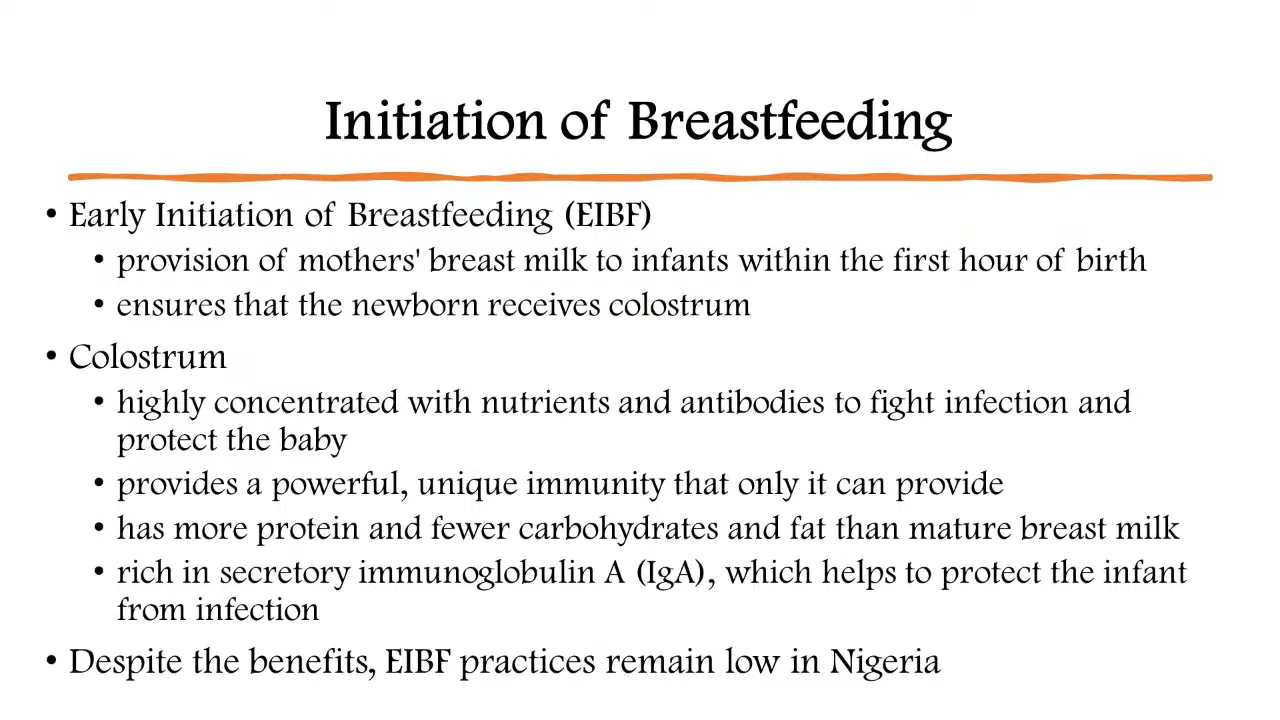 Initiation of Breastfeeding
• Early Initiation of Breastfeeding (EIBF)
• provision of mothers' breast milk to infants within the first hour of birth
• ensures that the newborn receives colostrum
• Colostrum
• highly concentrated with nutrients and antibodies to fight infection and
protect the baby
• provides a powerful, unique immunity that only it can provide
• has more protein and fewer carbohydrates and fat than mature breast milk
• rich in secretory immunoglobulin A (IgA), which helps to protect the infant
from infection
• Despite the benefits, EIBF practices remain low in Nigeria